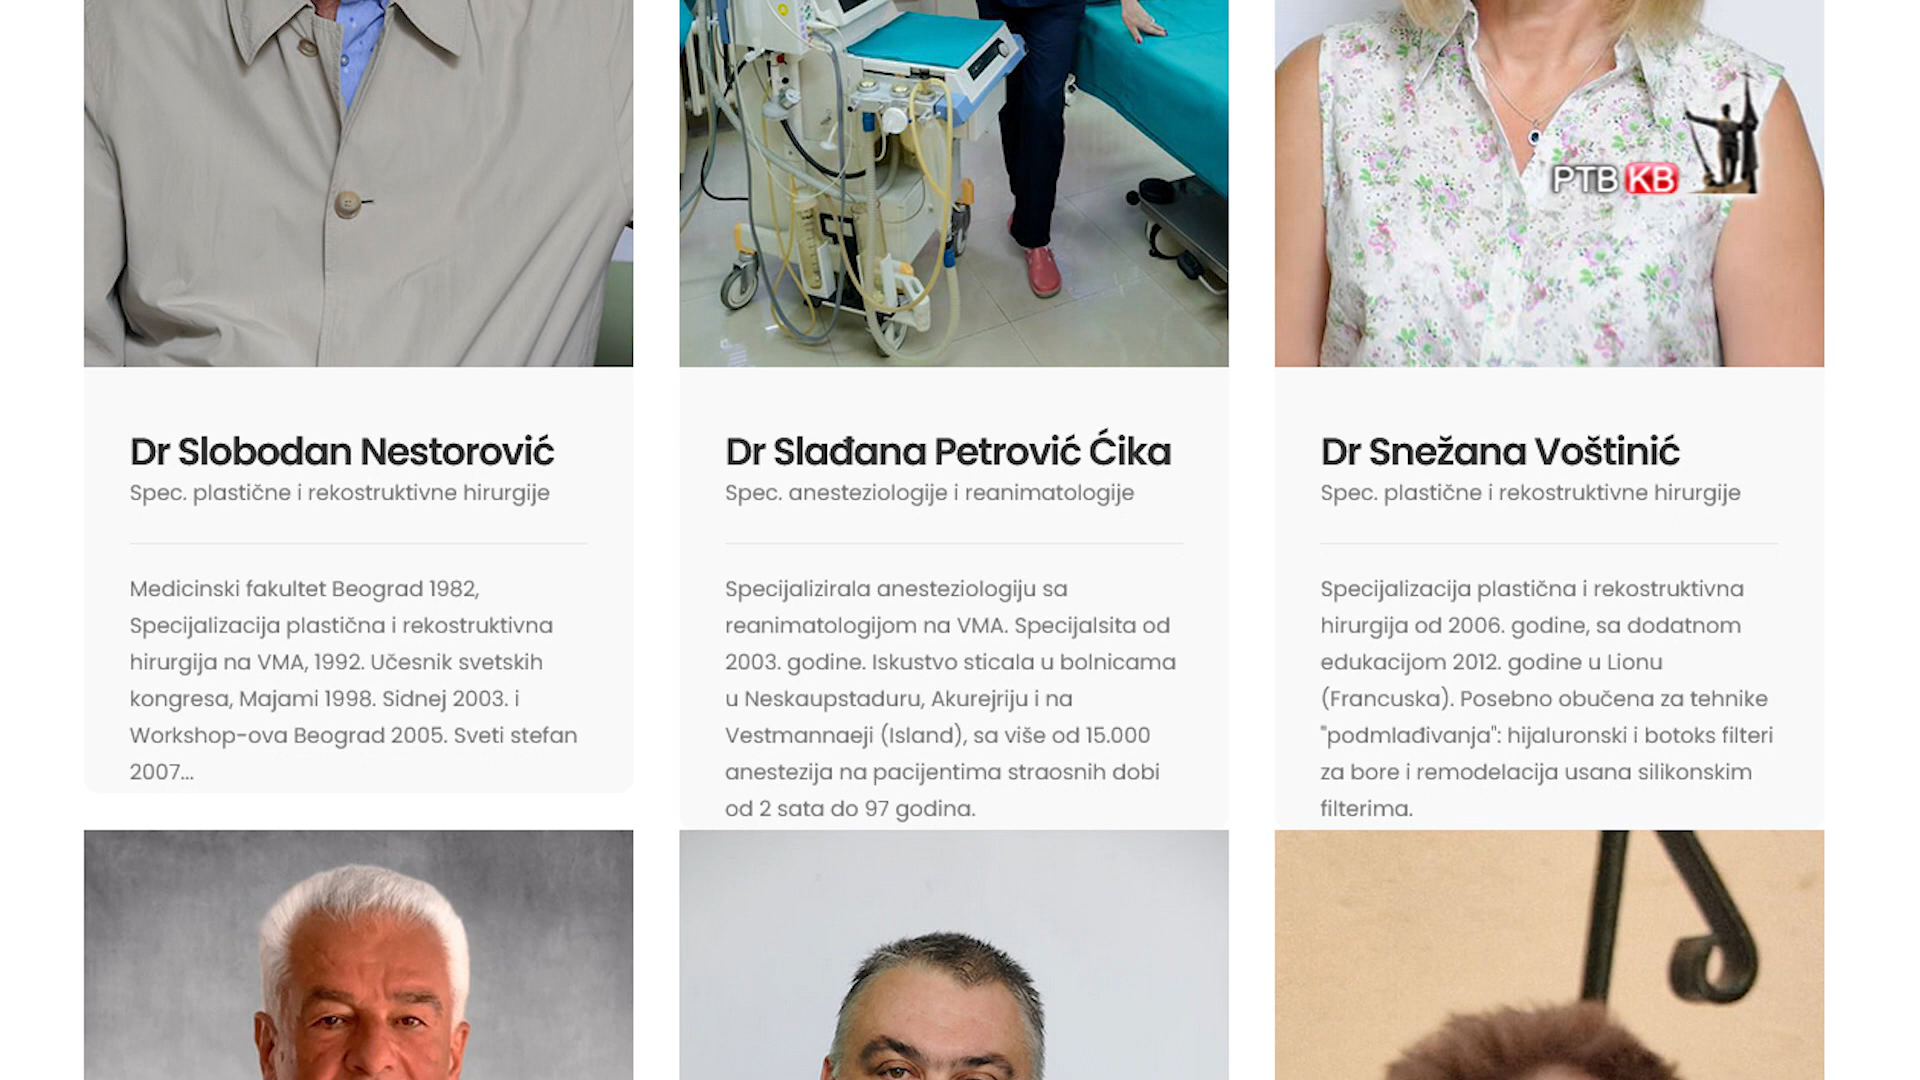 РТВ КВ
Dr Slobodan Nestorović
Spec. plastične i rekostruktivne hirurgije
Medicinski fakultet Beograd 1982,
Specijalizacija plastična i rekostruktivna
hirurgija na VMA, 1992. Učesnik svetskih
kongresa, Majami 1998. Sidnej 2003. i
Workshop-ova Beograd 2005. Sveti stefan
2007...
Dr Slađana Petrović Ćika
Spec. anesteziologije i reanimatologije
Specijalizirala anesteziologiju sa
reanimatologijom na VMA. Specijalsita od
2003. godine. Iskustvo sticala u bolnicama
u Neskaupstaduru, Akurejriju i na
Vestmannaeji (Island), sa više od 15.000
anestezija na pacijentima straosnih dobi
od 2 sata do 97 godina.
Dr Snežana Voštinić
Spec. plastične i rekostruktivne hirurgije
Specijalizacija plastična i rekostruktivna
hirurgija od 2006. godine, sa dodatnom
edukacijom 2012. godine u Lionu
(Francuska). Posebno obučena za tehnike
"podmlađivanja": hijaluronski i botoks filteri
za bore i remodelacija usana silikonskim
filterima.